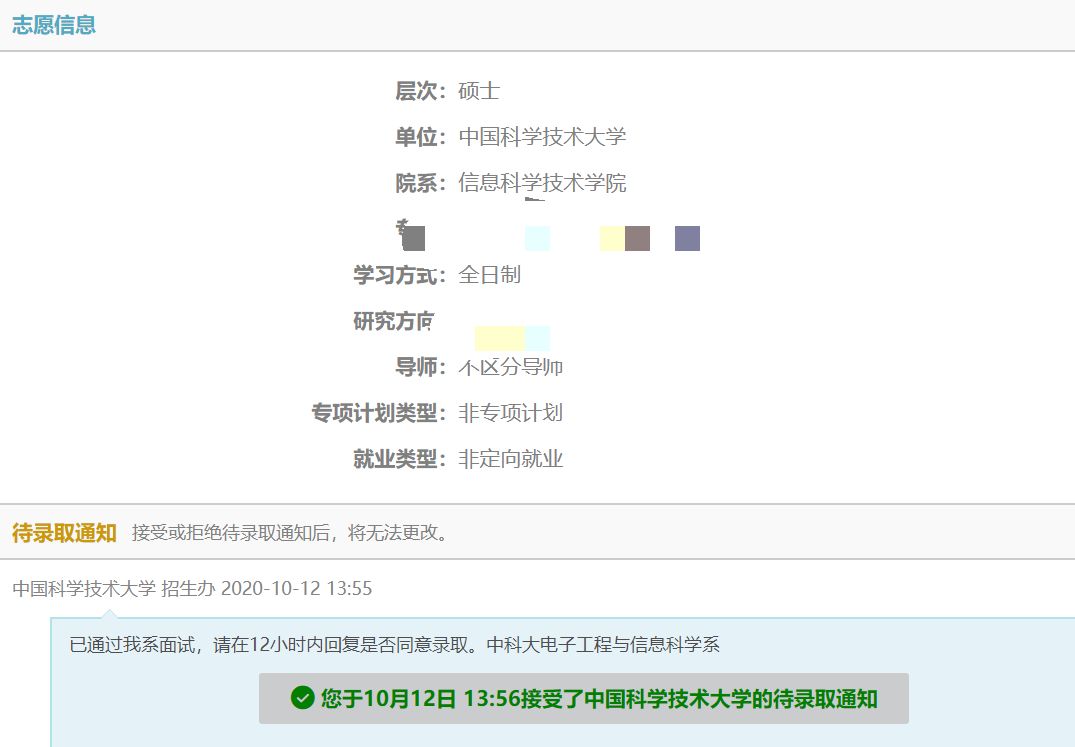 志愿信息
层次：硕士
单位：中国科学技术大学
院系：信息科学技术学院
学习方式：全日制
研究方向
导师：不区分导师
专项计划类型：非专项计划
就业类型：非定向就业
待录取通知 接受或拒绝待录取通知后，将无法更改。
中国科学技术大学 招生办 2020-10-12 13:55
已通过我系面试，请在12小时内回复是否同意录取。中科大电子工程与信息科学系
您于10月12日 13:56接受了中国科学技术大学的待录取通知